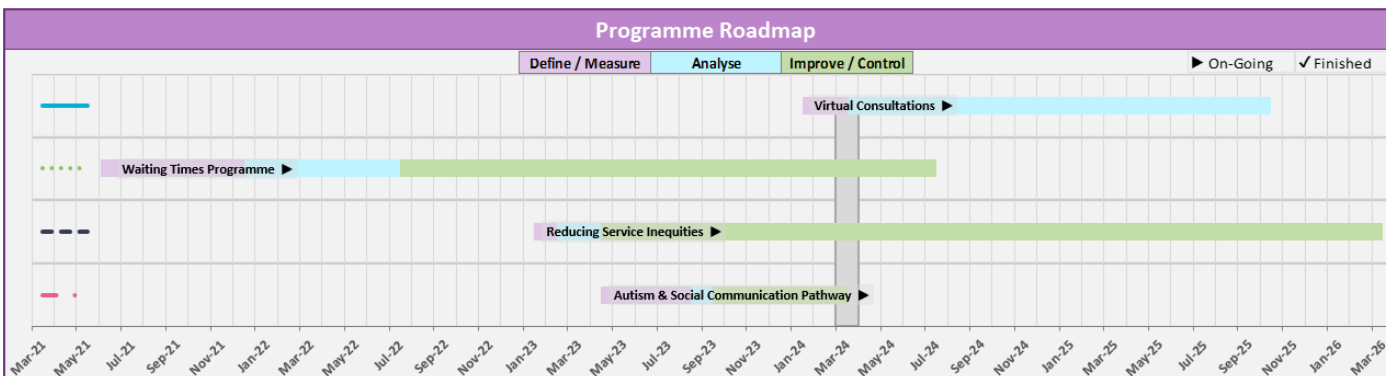 Programme Roadmap
Define / Measure Analyse Improve / Control ▶ On-Going ✓ Finished
Virtual Consultations ▶
Waiting Times Programme ▶
Reducing Service Inequities ▶
Autism & Social Communication Pathway ▶
Mar-21 May-21 Jul-21 Sep-21 Nov-21 Jan-22 Mar-22 May-22 Jul-22 Sep-22 Nov-22 Jan-23 Mar-23 May-23 Jul-23 Sep-23 Nov-23 Jan-24 Mar-24 May-24 Jul-24 Sep-24 Nov-24 Jan-25 Mar-25 May-25 Jul-25 Sep-25 Nov-25 Jan-26 Mar-26